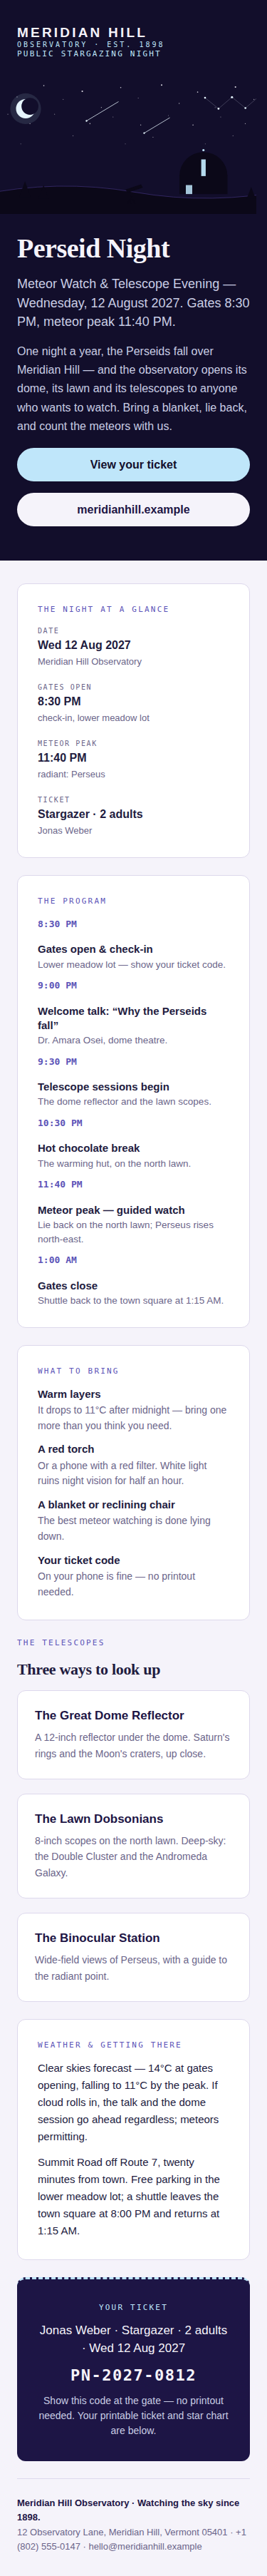 MERIDIAN HILL
OBSERVATORY · EST. 1898
PUBLIC STARGAZING NIGHT
Perseid Night
Meteor Watch & Telescope Evening —
Wednesday, 12 August 2027. Gates 8:30
PM, meteor peak 11:40 PM.
One night a year, the Perseids fall over
Meridian Hill — and the observatory opens its
dome, its lawn and its telescopes to anyone
who wants to watch. Bring a blanket, lie back,
and count the meteors with us.
View your ticket
meridianhill.example
THE NIGHT AT A GLANCE
DATE
Wed 12 Aug 2027
Meridian Hill Observatory
GATES OPEN
8:30 PM
check-in, lower meadow lot
METEOR PEAK
11:40 PM
radiant: Perseus
TICKET
Stargazer · 2 adults
Jonas Weber
THE PROGRAM
8:30 PM
Gates open & check-in
Lower meadow lot — show your ticket code.
9:00 PM
Welcome talk: “Why the Perseids
fall”
Dr. Amara Osei, dome theatre.
9:30 PM
Telescope sessions begin
The dome reflector and the lawn scopes.
10:30 PM
Hot chocolate break
The warming hut, on the north lawn.
11:40 PM
Meteor peak — guided watch
Lie back on the north lawn; Perseus rises
north-east.
1:00 AM
Gates close
Shuttle back to the town square at 1:15 AM.
WHAT TO BRING
Warm layers
It drops to 11°C after midnight — bring one
more than you think you need.
A red torch
Or a phone with a red filter. White light
ruins night vision for half an hour.
A blanket or reclining chair
The best meteor watching is done lying
down.
Your ticket code
On your phone is fine — no printout
needed.
THE TELESCOPES
Three ways to look up
The Great Dome Reflector
A 12-inch reflector under the dome. Saturn's
rings and the Moon's craters, up close.
The Lawn Dobsonians
8-inch scopes on the north lawn. Deep-sky:
the Double Cluster and the Andromeda
Galaxy.
The Binocular Station
Wide-field views of Perseus, with a guide to
the radiant point.
WEATHER & GETTING THERE
Clear skies forecast — 14°C at gates
opening, falling to 11°C by the peak. If
cloud rolls in, the talk and the dome
session go ahead regardless; meteors
permitting.
Summit Road off Route 7, twenty
minutes from town. Free parking in the
lower meadow lot; a shuttle leaves the
town square at 8:00 PM and returns at
1:15 AM.
YOUR TICKET
Jonas Weber · Stargazer · 2 adults
· Wed 12 Aug 2027
PN-2027-0812
Show this code at the gate — no printout
needed. Your printable ticket and star chart
are below.
Meridian Hill Observatory · Watching the sky since
1898.
12 Observatory Lane, Meridian Hill, Vermont 05401 · +1
(802) 555-0147 · hello@meridianhill.example